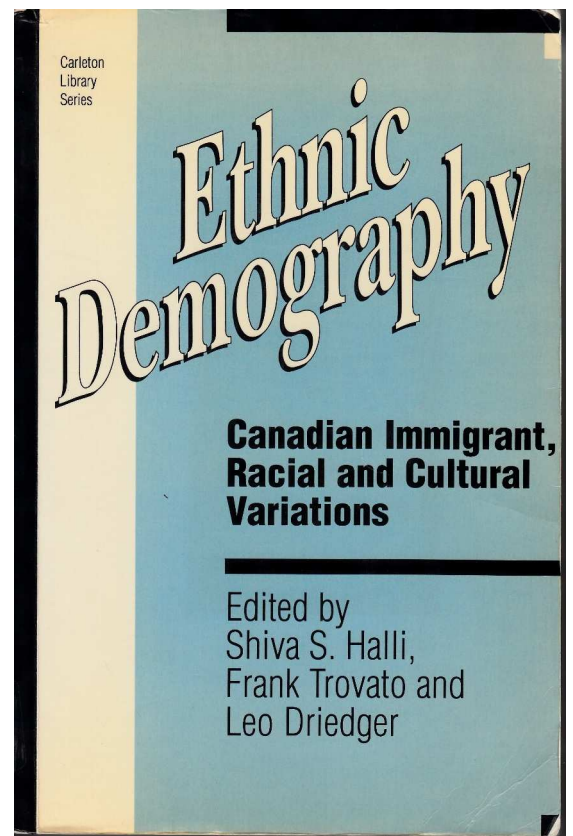 Carleton
Library
Series
Ethnic
Demography
Canadian Immigrant,
Racial and Cultural
Variations
Edited by
Shiva S. Halli,
Frank Trovato and
Leo Driedger